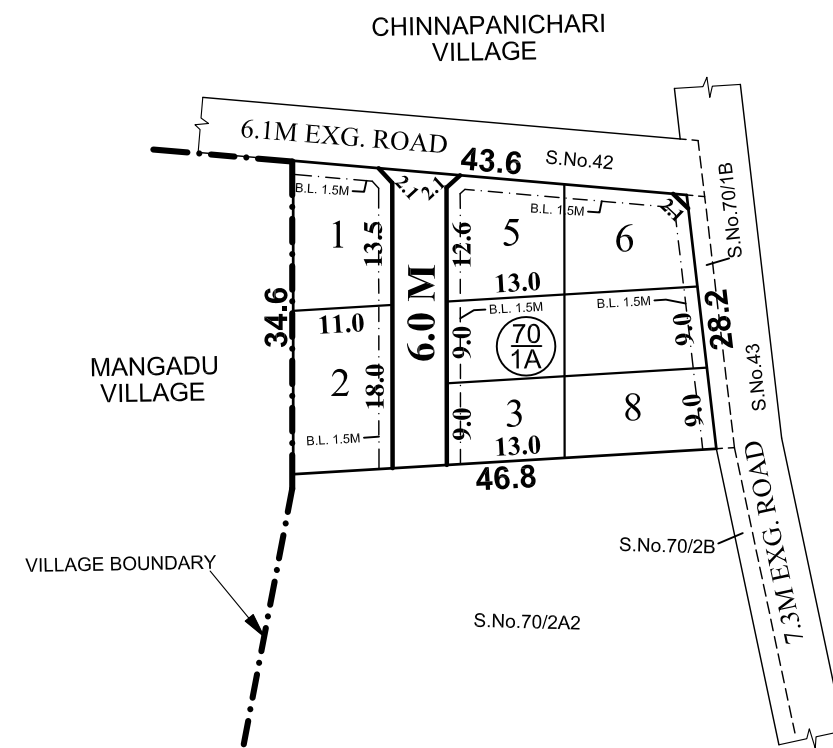 CHINNAPANICHARI
VILLAGE
6.1M EXG. ROAD
43.6
S.No.42
S.No.70/1B
B.L. 1.5M
2.1
2.1
B.L. 1.5M
2.1
1
13.5
12.6
5
6
13.0
34.6
11.0
6.0 M
B.L. 1.5M
B.L. 1.5M
9.0
70
1A
9.0
28.2
MANGADU
VILLAGE
2
18.0
S.No.43
B.L. 1.5M
9.0
3
13.0
8
9.0
46.8
7.3M EXG. ROAD
S.No.70/2B
VILLAGE BOUNDARY
S.No.70/2A2